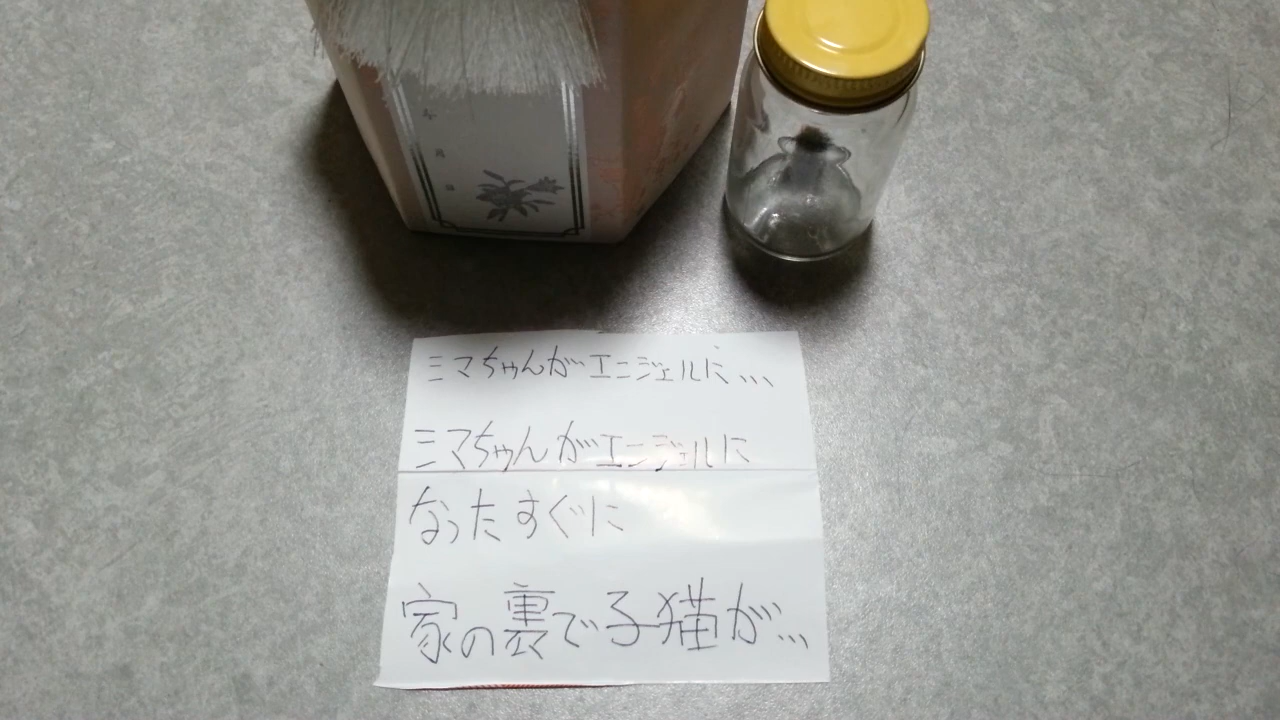 ミマちゃんがエンジェルに...
ミマちゃんがエンジェルに
なったすぐに
家の裏で子猫が...